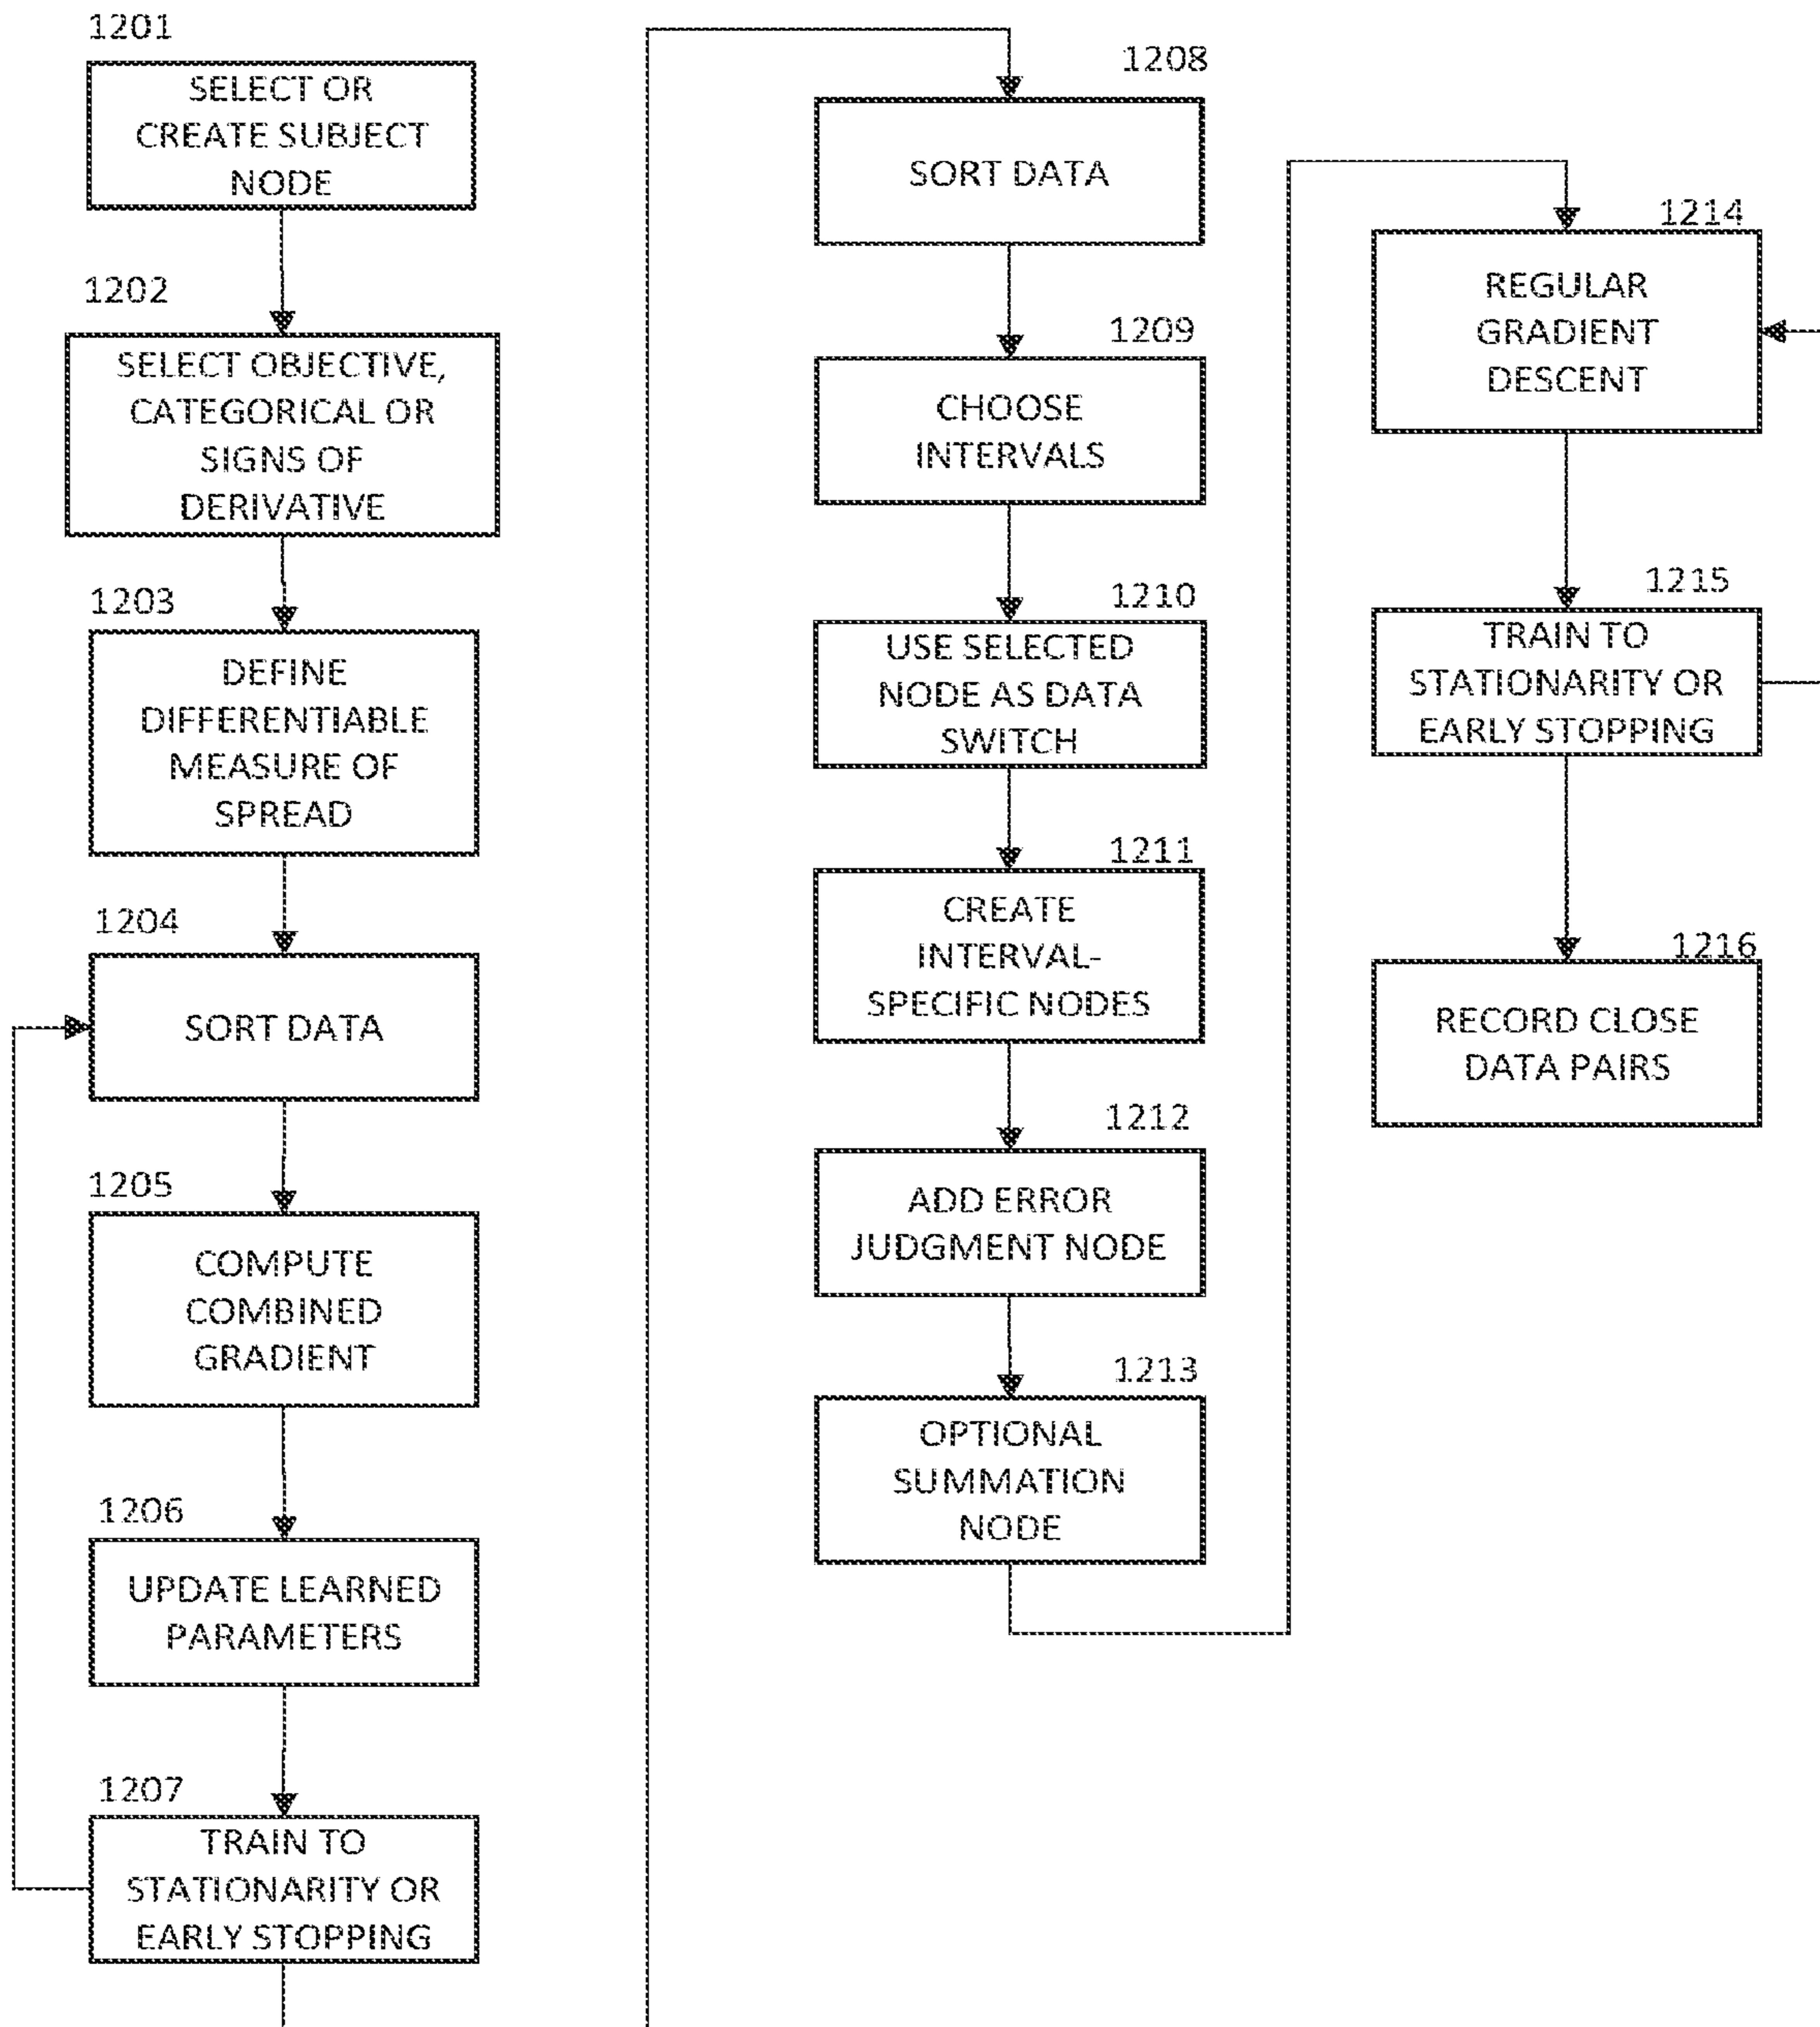 1201
SELECT OR
CREATE SUBJECT
NODE
1202
SELECT OBJECTIVE,
CATEGORICAL OR
SIGNS OF
DERIVATIVE
1203
DEFINE
DIFFERENTIABLE
MEASURE OF
SPREAD
1204
SORT DATA
1205
COMPUTE
COMBINED
GRADIENT
1206
UPDATE LEARNED
PARAMETERS
1207
TRAIN TO
STATIONARITY OR
EARLY STOPPING
1208
SORT DATA
1209
CHOOSE
INTERVALS
1210
USE SELECTED
NODE AS DATA
SWITCH
1211
CREATE
INTERVAL-
SPECIFIC NODES
1212
ADD ERROR
JUDGMENT NODE
1213
OPTIONAL
SUMMATION
NODE
1214
REGULAR
GRADIENT
DESCENT
1215
TRAIN TO
STATIONARITY OR
EARLY STOPPING
1216
RECORD CLOSE
DATA PAIRS